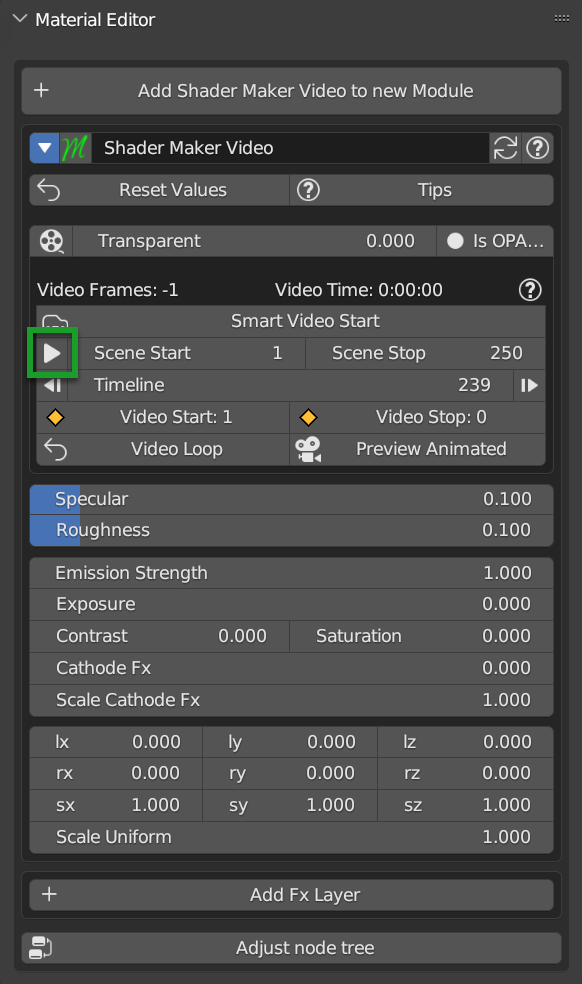 Material Editor
Add Shader Maker Video to new Module
Shader Maker Video
Reset Values Tips
Transparent 0.000 Is OPA...
Video Frames: -1 Video Time: 0:00:00
Smart Video Start
Scene Start 1 Scene Stop 250
Timeline 239
Video Start: 1 Video Stop: 0
Video Loop Preview Animated
Specular 0.100
Roughness 0.100
Emission Strength 1.000
Exposure 0.000
Contrast 0.000 Saturation 0.000
Cathode Fx 0.000
Scale Cathode Fx 1.000
lx 0.000 ly 0.000 lz 0.000
rx 0.000 ry 0.000 rz 0.000
sx 1.000 sy 1.000 sz 1.000
Scale Uniform 1.000
Add Fx Layer
Adjust node tree